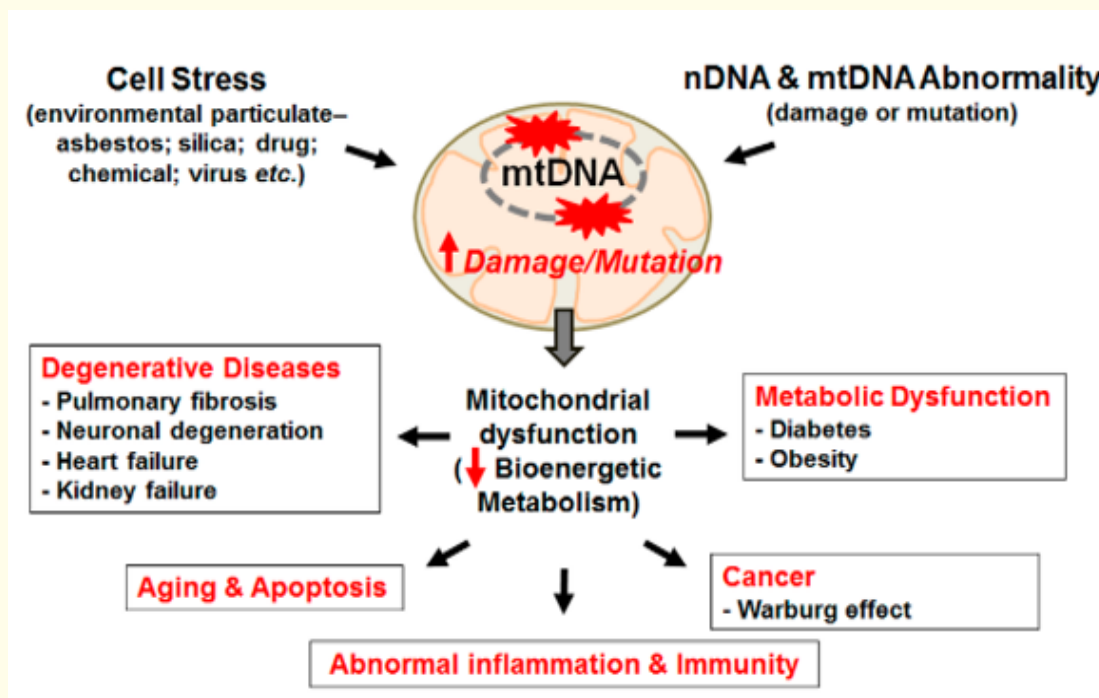 Cell Stress
(environmental particulate–
asbestos; silica; drug;
chemical; virus etc.)
nDNA & mtDNA Abnormality
(damage or mutation)
mtDNA
Damage/Mutation
Degenerative Diseases
- Pulmonary fibrosis
- Neuronal degeneration
- Heart failure
- Kidney failure
Mitochondrial
dysfunction
( Bioenergetic
Metabolism)
Metabolic Dysfunction
- Diabetes
- Obesity
Aging & Apoptosis
Cancer
- Warburg effect
Abnormal inflammation & Immunity